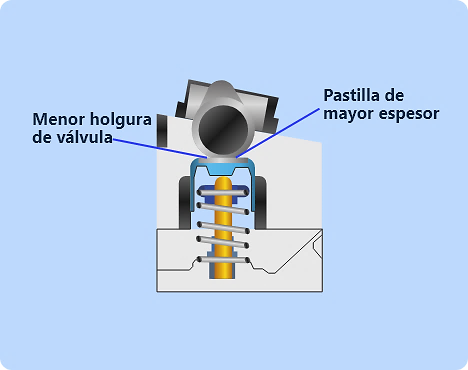 Menor holgura
de válvula
Pastilla de
mayor espesor